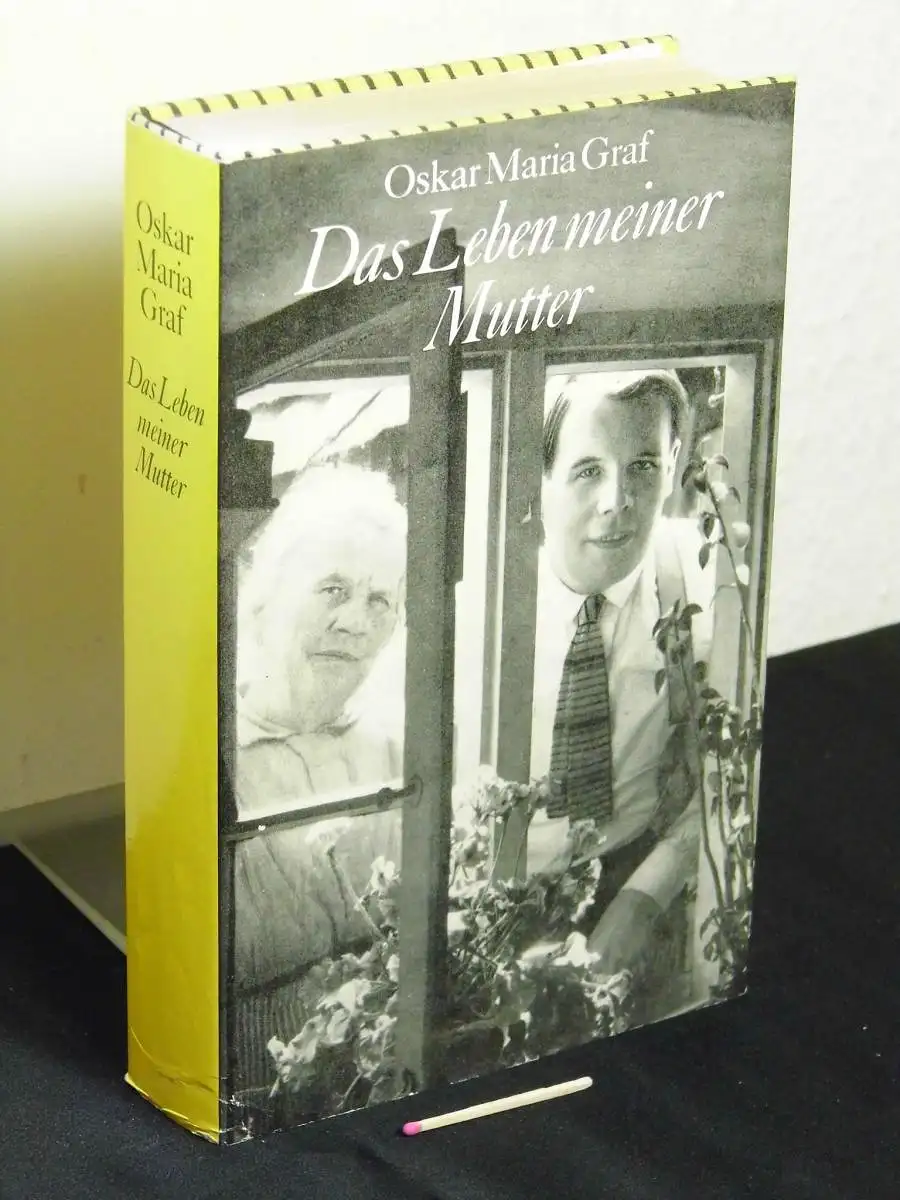 Oskar
Maria
Graf
Das Leben
meiner
Mutter
Oskar Maria Graf
Das Leben meiner
Mutter